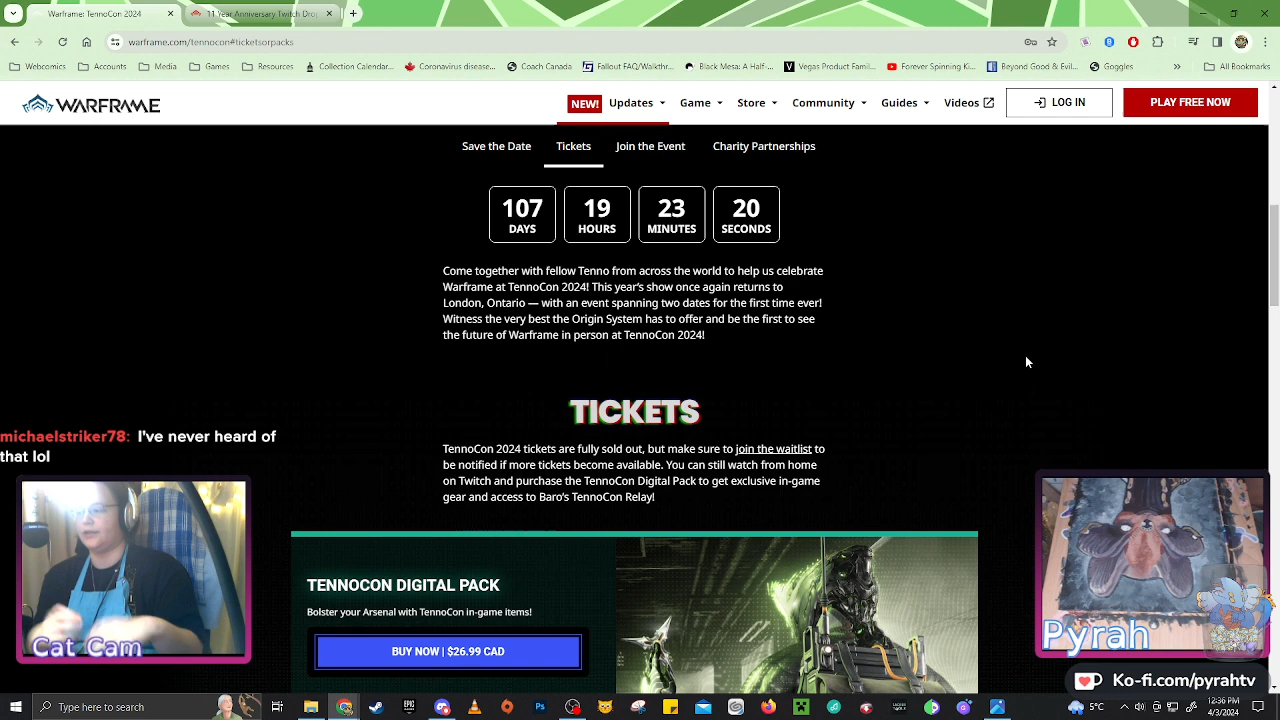 Warframe
11 Year Anniversary Twitch Drop
warframe.com/tennocon#ticketsorpacks
Webcomics
Accounts
Media
Games
Resources
Collection Calendar...
Coronavirus disease...
Coach Canada
Fallout FAQ/Walkthr...
Black Mesa: A Half-...
Vegas Product Famil...
Forever Spinning Ki...
Beyond Good & Evil...
Goggles
All Bookmarks
WARFRAME
NEW!
Updates
Game
Store
Community
Guides
Videos
LOG IN
PLAY FREE NOW
Save the Date
Tickets
Join the Event
Charity Partnerships
107 19 23 20
DAYS HOURS MINUTES SECONDS
Come together with fellow Tenno from across the world to help us celebrate
Warframe at TennoCon 2024! This year's show once again returns to
London, Ontario — with an event spanning two dates for the first time ever!
Witness the very best the Origin System has to offer and be the first to see
the future of Warframe in person at TennoCon 2024!
TICKETS
TennoCon 2024 tickets are fully sold out, but make sure to join the waitlist to
be notified if more tickets become available. You can still watch from home
on Twitch and purchase the TennoCon Digital Pack to get exclusive in-game
gear and access to Baro's TennoCon Relay!
michaelstriker78: I've never heard of
that lol
TENNOCON DIGITAL PACK
Bolster your Arsenal with TennoCon in-game items!
BUY NOW | $26.99 CAD
Cat Cam
Pyrah
Ko-fi.com/pyrahtv
Type here to search
5°C
12:36 PM
4/3/2024